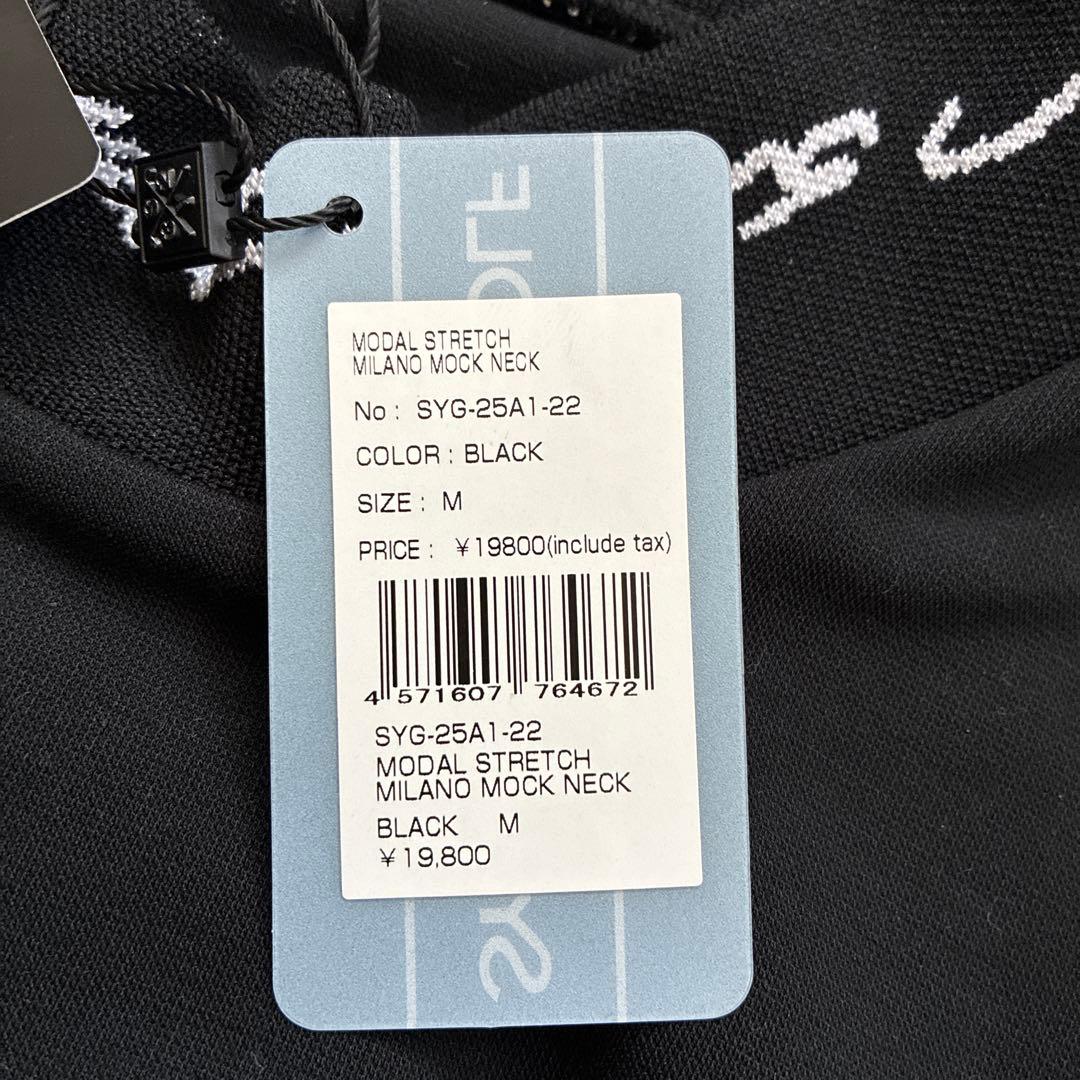 MODAL STRETCH
MILANO MOCK NECK
No : SYG-25A1-22
COLOR : BLACK
SIZE : M
PRICE : ¥19800(include tax)
4 571607 764672
SYG-25A1-22
MODAL STRETCH
MILANO MOCK NECK
BLACK M
¥19,800